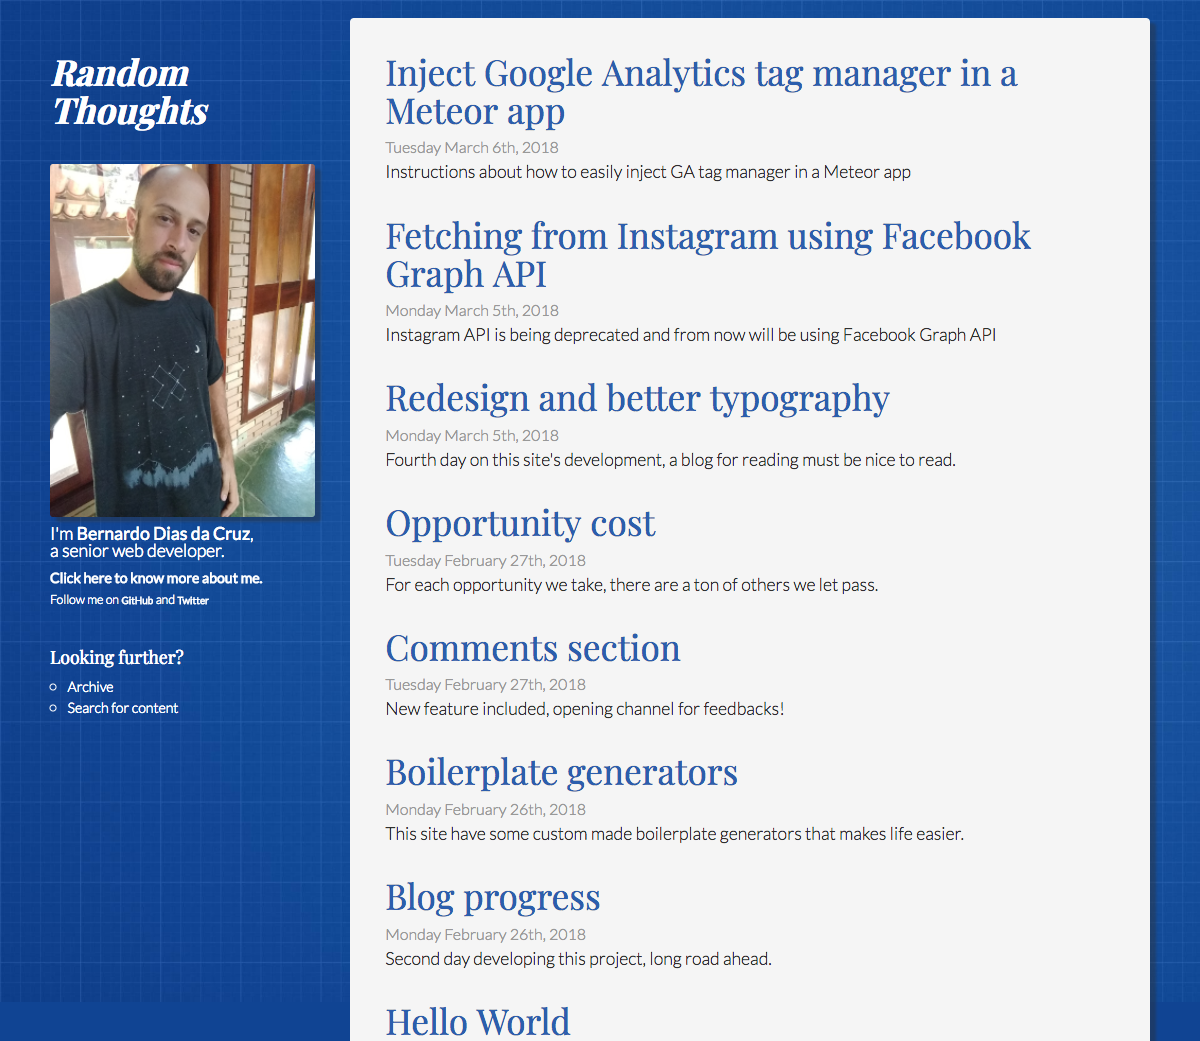 Random
Thoughts
I'm Bernardo Dias da Cruz,
a senior web developer.
Click here to know more about me.
Follow me on GitHub and Twitter
Looking further?
Archive
Search for content
Inject Google Analytics tag manager in a
Meteor app
Tuesday March 6th, 2018
Instructions about how to easily inject GA tag manager in a Meteor app
Fetching from Instagram using Facebook
Graph API
Monday March 5th, 2018
Instagram API is being deprecated and from now will be using Facebook Graph API
Redesign and better typography
Monday March 5th, 2018
Fourth day on this site's development, a blog for reading must be nice to read.
Opportunity cost
Tuesday February 27th, 2018
For each opportunity we take, there are a ton of others we let pass.
Comments section
Tuesday February 27th, 2018
New feature included, opening channel for feedbacks!
Boilerplate generators
Monday February 26th, 2018
This site have some custom made boilerplate generators that makes life easier.
Blog progress
Monday February 26th, 2018
Second day developing this project, long road ahead.
Hello World